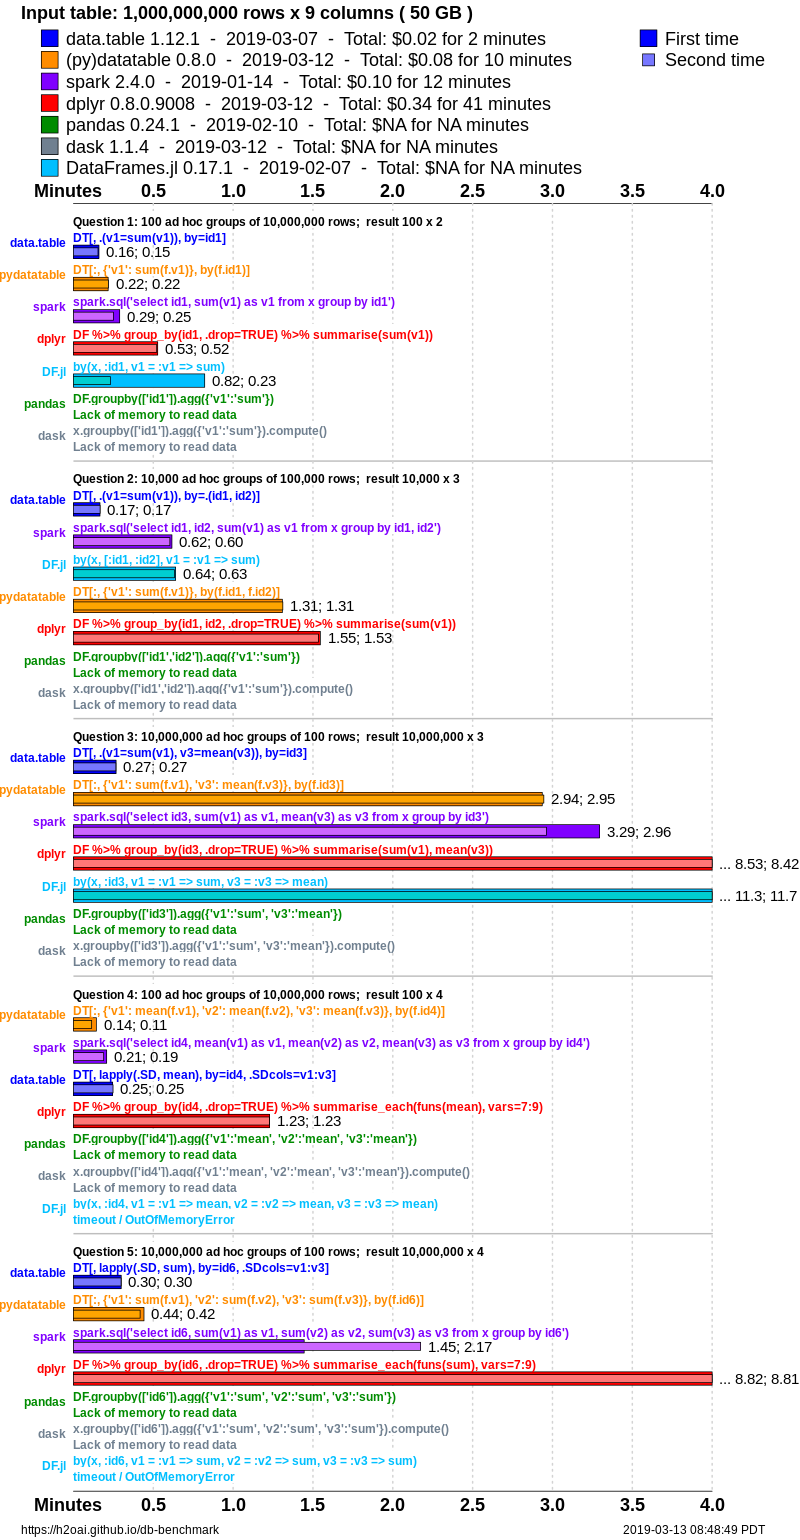 Input table: 1,000,000,000 rows x 9 columns ( 50 GB )
data.table 1.12.1 - 2019-03-07 - Total: $0.02 for 2 minutes
First time
(py)datatable 0.8.0 - 2019-03-12 - Total: $0.08 for 10 minutes
Second time
spark 2.4.0 - 2019-01-14 - Total: $0.10 for 12 minutes
dplyr 0.8.0.9008 - 2019-03-12 - Total: $0.34 for 41 minutes
pandas 0.24.1 - 2019-02-10 - Total: $NA for NA minutes
dask 1.1.4 - 2019-03-12 - Total: $NA for NA minutes
DataFrames.jl 0.17.1 - 2019-02-07 - Total: $NA for NA minutes
Minutes 0.5 1.0 1.5 2.0 2.5 3.0 3.5 4.0
Question 1: 100 ad hoc groups of 10,000,000 rows; result 100 x 2
DT[, .(v1=sum(v1)), by=id1]
data.table 0.16; 0.15
DT[:, {'v1': sum(f.v1)}, by(f.id1)]
pydatatable 0.22; 0.22
spark.sql('select id1, sum(v1) as v1 from x group by id1')
spark 0.29; 0.25
DF %>% group_by(id1, .drop=TRUE) %>% summarise(sum(v1))
dplyr 0.53; 0.52
by(x, :id1, v1 = :v1 => sum)
DF.jl 0.82; 0.23
DF.groupby(['id1']).agg({'v1':'sum'})
pandas
Lack of memory to read data
x.groupby(['id1']).agg({'v1':'sum'}).compute()
dask
Lack of memory to read data
Question 2: 10,000 ad hoc groups of 100,000 rows; result 10,000 x 3
DT[, .(v1=sum(v1)), by=.(id1, id2)]
data.table 0.17; 0.17
spark.sql('select id1, id2, sum(v1) as v1 from x group by id1, id2')
spark 0.62; 0.60
by(x, [:id1, :id2], v1 = :v1 => sum)
DF.jl 0.64; 0.63
DT[:, {'v1': sum(f.v1)}, by(f.id1, f.id2)]
pydatatable 1.31; 1.31
DF %>% group_by(id1, id2, .drop=TRUE) %>% summarise(sum(v1))
dplyr 1.55; 1.53
DF.groupby(['id1','id2']).agg({'v1':'sum'})
pandas
Lack of memory to read data
x.groupby(['id1','id2']).agg({'v1':'sum'}).compute()
dask
Lack of memory to read data
Question 3: 10,000,000 ad hoc groups of 100 rows; result 10,000,000 x 3
DT[, .(v1=sum(v1), v3=mean(v3)), by=id3]
data.table 0.27; 0.27
DT[:, {'v1': sum(f.v1), 'v3': mean(f.v3)}, by(f.id3)]
pydatatable 2.94; 2.95
spark.sql('select id3, sum(v1) as v1, mean(v3) as v3 from x group by id3')
spark 3.29; 2.96
DF %>% group_by(id3, .drop=TRUE) %>% summarise(sum(v1), mean(v3))
dplyr ... 8.53; 8.42
by(x, :id3, v1 = :v1 => sum, v3 = :v3 => mean)
DF.jl ... 11.3; 11.7
DF.groupby(['id3']).agg({'v1':'sum', 'v3':'mean'})
pandas
Lack of memory to read data
x.groupby(['id3']).agg({'v1':'sum', 'v3':'mean'}).compute()
dask
Lack of memory to read data
Question 4: 100 ad hoc groups of 10,000,000 rows; result 100 x 4
DT[:, {'v1': mean(f.v1), 'v2': mean(f.v2), 'v3': mean(f.v3)}, by(f.id4)]
pydatatable 0.14; 0.11
spark.sql('select id4, mean(v1) as v1, mean(v2) as v2, mean(v3) as v3 from x group by id4')
spark 0.21; 0.19
DT[, lapply(.SD, mean), by=id4, .SDcols=v1:v3]
data.table 0.25; 0.25
DF %>% group_by(id4, .drop=TRUE) %>% summarise_each(funs(mean), vars=7:9)
dplyr 1.23; 1.23
DF.groupby(['id4']).agg({'v1':'mean', 'v2':'mean', 'v3':'mean'})
pandas
Lack of memory to read data
x.groupby(['id4']).agg({'v1':'mean', 'v2':'mean', 'v3':'mean'}).compute()
dask
Lack of memory to read data
by(x, :id4, v1 = :v1 => mean, v2 = :v2 => mean, v3 = :v3 => mean)
DF.jl
timeout / OutOfMemoryError
Question 5: 10,000,000 ad hoc groups of 100 rows; result 10,000,000 x 4
DT[, lapply(.SD, sum), by=id6, .SDcols=v1:v3]
data.table 0.30; 0.30
DT[:, {'v1': sum(f.v1), 'v2': sum(f.v2), 'v3': sum(f.v3)}, by(f.id6)]
pydatatable 0.44; 0.42
spark.sql('select id6, sum(v1) as v1, sum(v2) as v2, sum(v3) as v3 from x group by id6')
spark 1.45; 2.17
DF %>% group_by(id6, .drop=TRUE) %>% summarise_each(funs(sum), vars=7:9)
dplyr ... 8.82; 8.81
DF.groupby(['id6']).agg({'v1':'sum', 'v2':'sum', 'v3':'sum'})
pandas
Lack of memory to read data
x.groupby(['id6']).agg({'v1':'sum', 'v2':'sum', 'v3':'sum'}).compute()
dask
Lack of memory to read data
by(x, :id6, v1 = :v1 => sum, v2 = :v2 => sum, v3 = :v3 => sum)
DF.jl
timeout / OutOfMemoryError
Minutes 0.5 1.0 1.5 2.0 2.5 3.0 3.5 4.0
https://h2oai.github.io/db-benchmark
2019-03-13 08:48:49 PDT